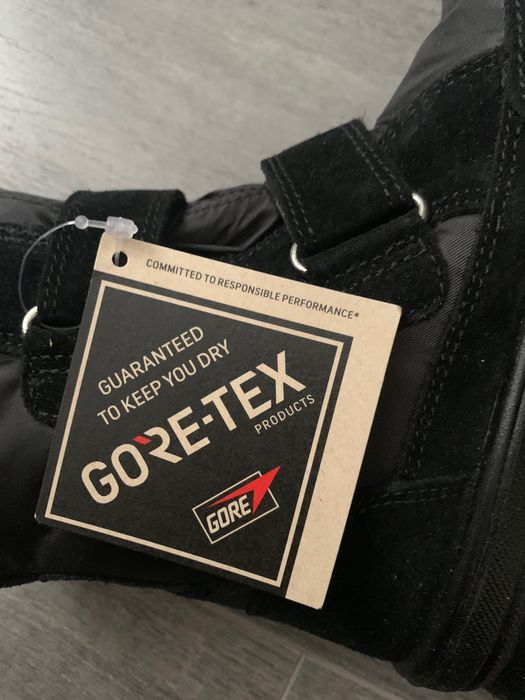 COMMITTED TO RESPONSIBLE PERFORMANCE*
GUARANTEED
TO KEEP YOU DRY
GORE-TEX
PRODUCTS
GORE